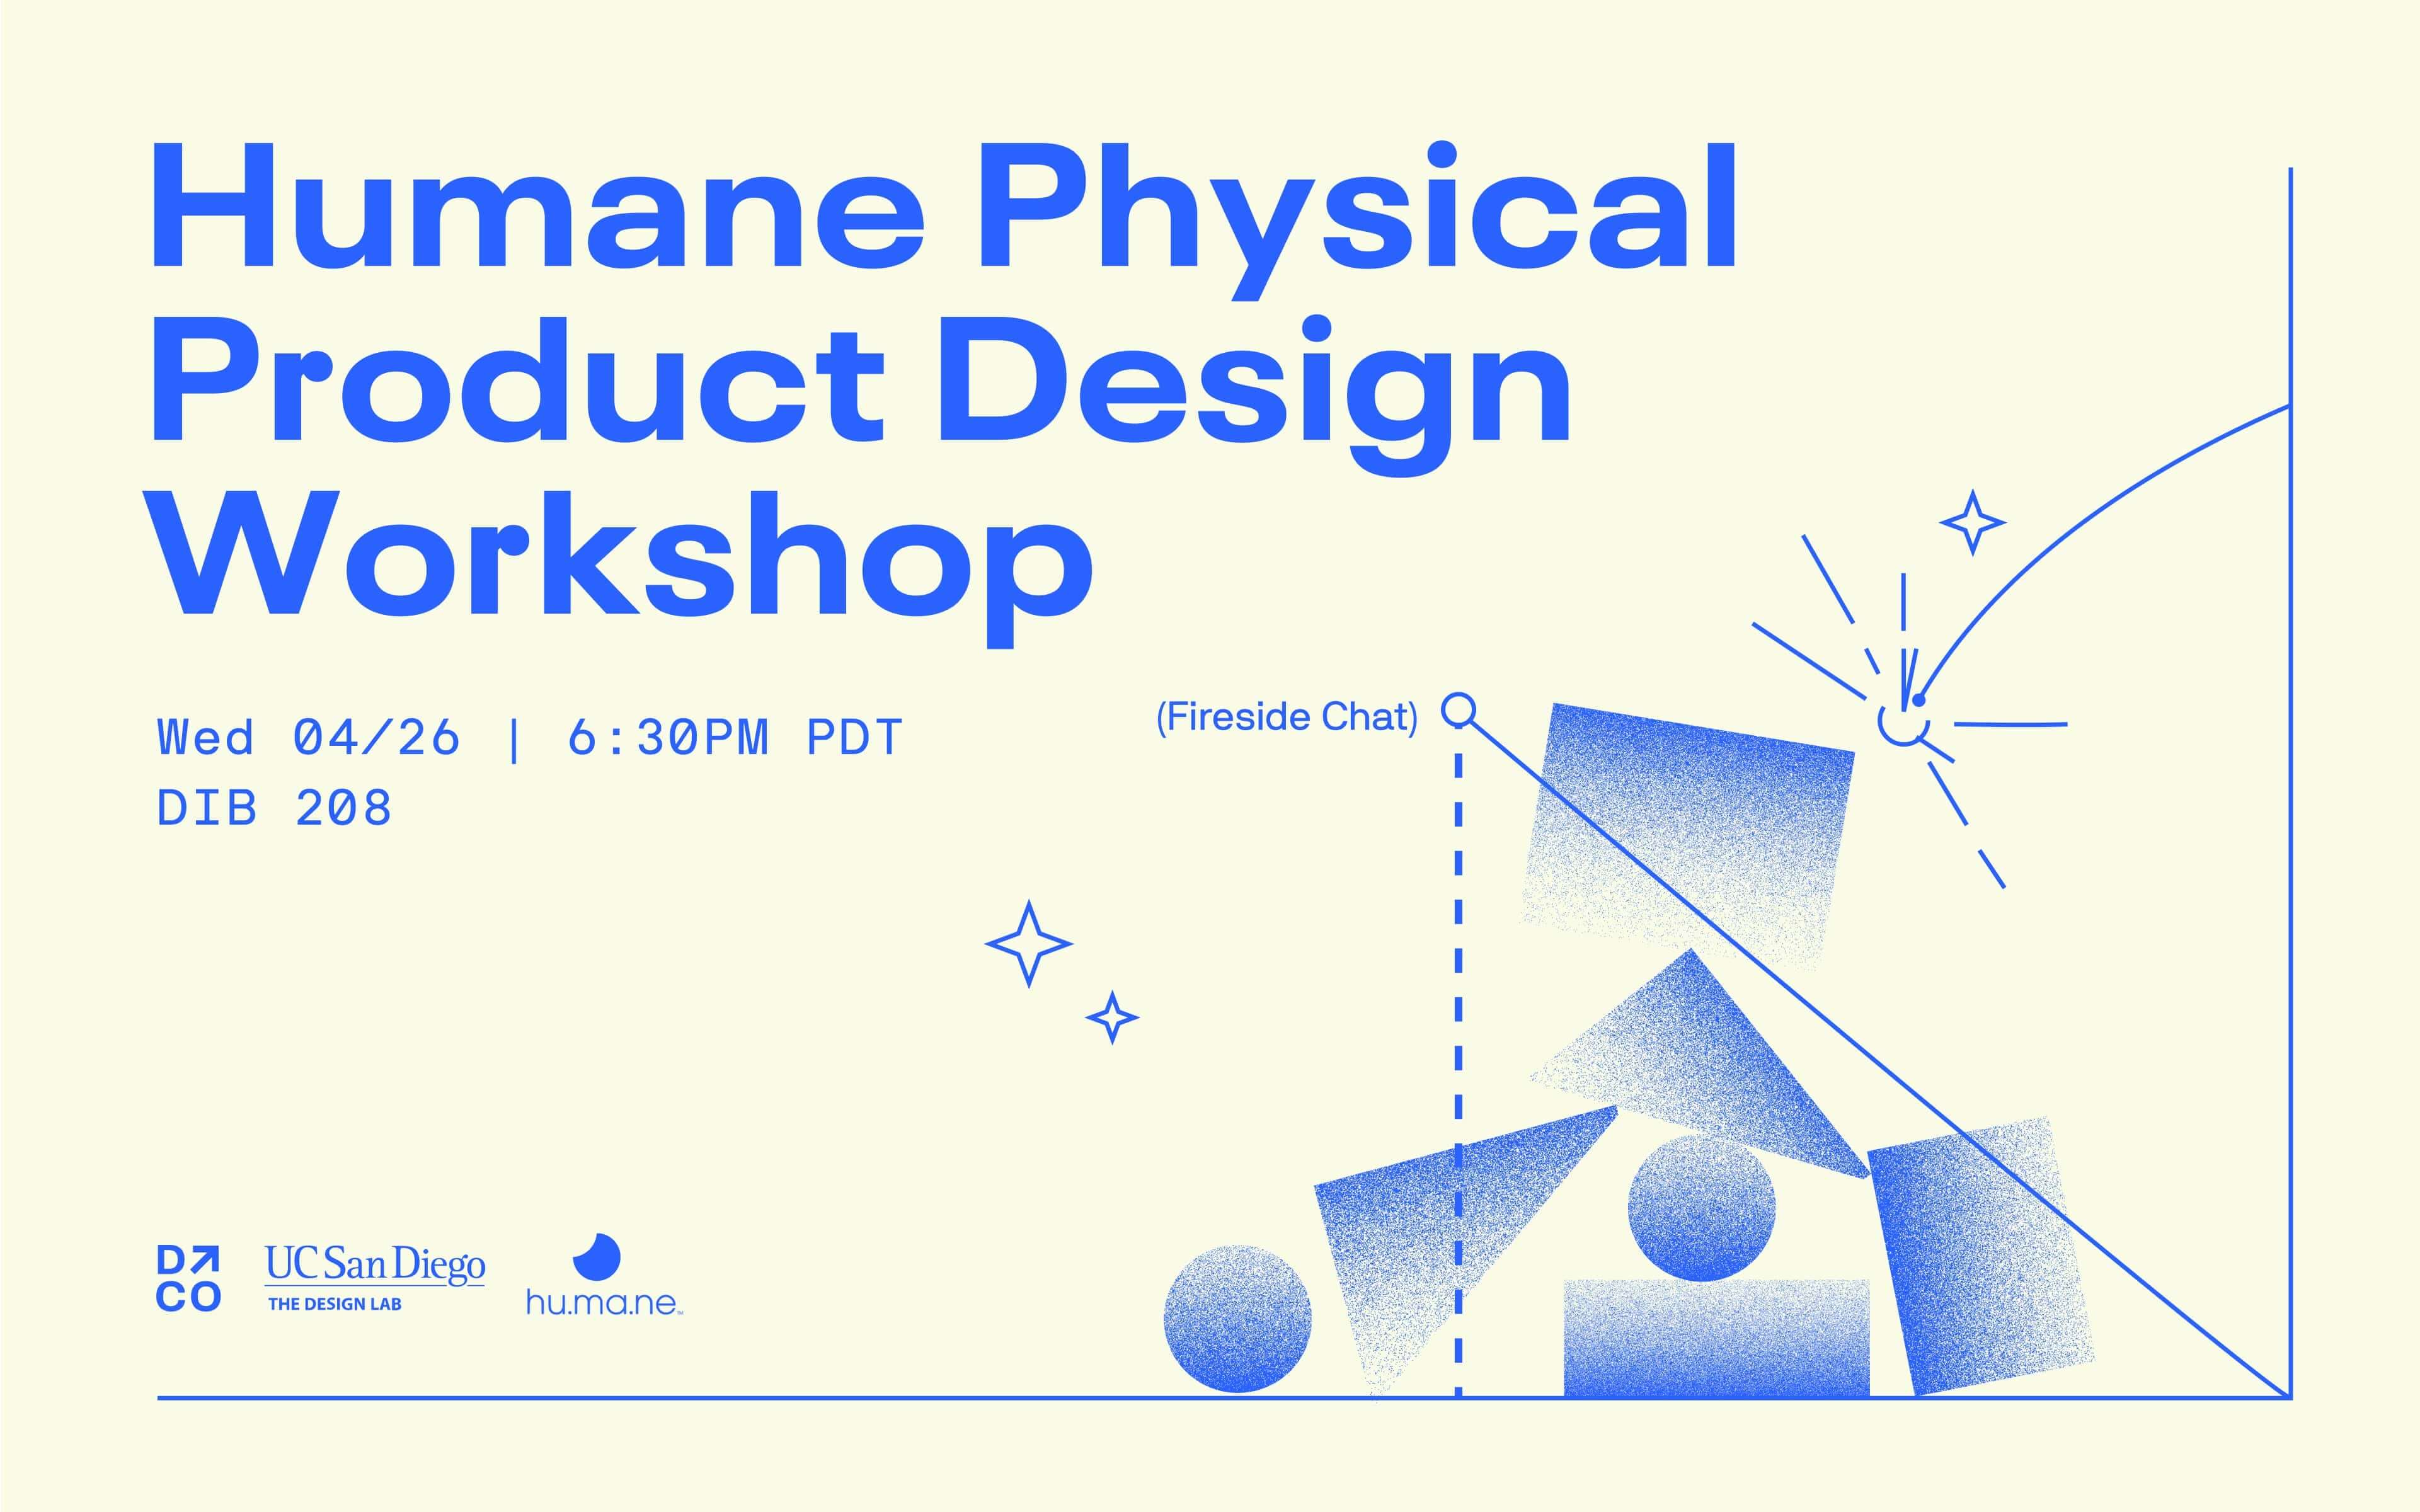 Humane Physical
Product Design
Workshop
Wed 04/26 | 6:30PM PDT
DIB 208
(Fireside Chat)
D↗
CO
UC San Diego
THE DESIGN LAB
hu.ma.ne™